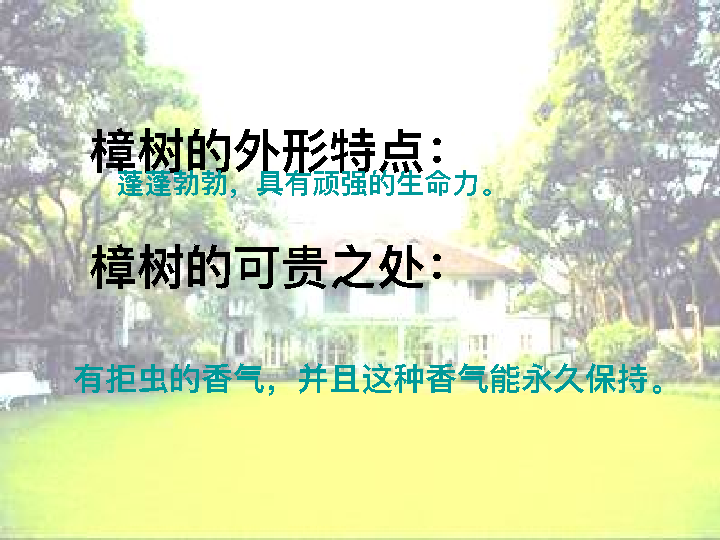 樟树的外形特点：
蓬蓬勃勃，具有顽强的生命力。
樟树的可贵之处：
有拒虫的香气，并且这种香气能永久保持。